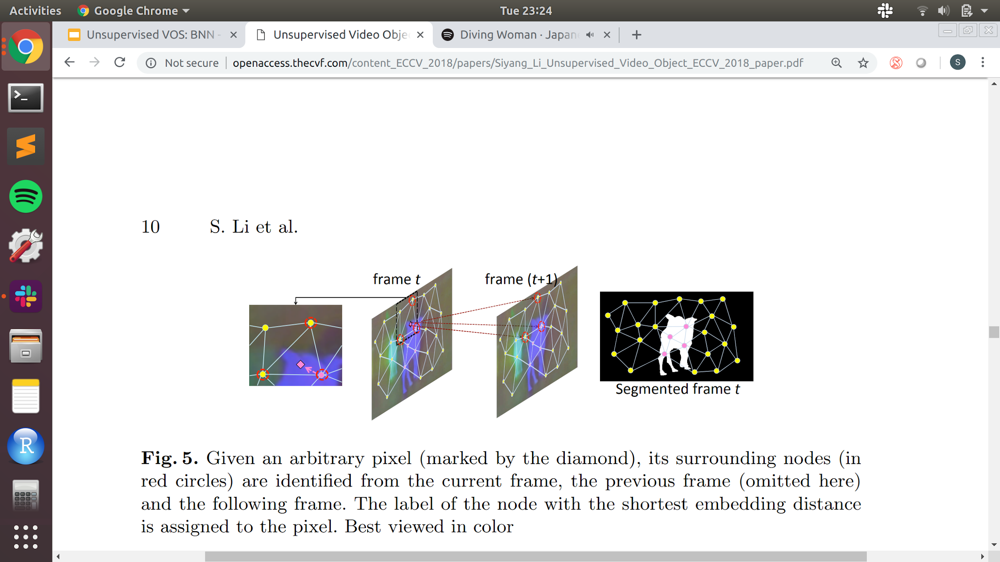 Activities
Google Chrome
Tue 23:24
Unsupervised VOS: BNN -
Unsupervised Video Obje
Diving Woman · Japane
Not secure
openaccess.thecvf.com/content_ECCV_2018/papers/Siyang_Li_Unsupervised_Video_Object_ECCV_2018_paper.pdf
S
10 S. Li et al.
frame t
frame (t+1)
Segmented frame t
Fig. 5. Given an arbitrary pixel (marked by the diamond), its surrounding nodes (in
red circles) are identified from the current frame, the previous frame (omitted here)
and the following frame. The label of the node with the shortest embedding distance
is assigned to the pixel. Best viewed in color
R